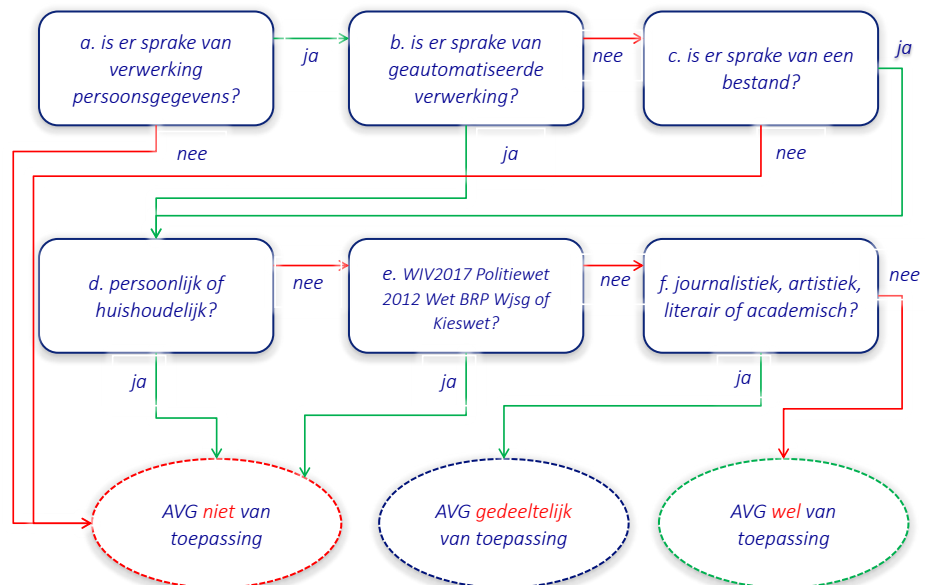 a. is er sprake van
verwerking
persoonsgegevens?
ja
b. is er sprake van
geautomatiseerde
verwerking?
nee
c. is er sprake van een
bestand?
ja
nee
ja
nee
d. persoonlijk of
huishoudelijk?
nee
e. WIV2017 Politiewet
2012 Wet BRP Wjsg of
Kieswet?
nee
f. journalistiek, artistiek,
literair of academisch?
nee
ja
ja
ja
AVG niet van
toepassing
AVG gedeeltelijk
van toepassing
AVG wel van
toepassing